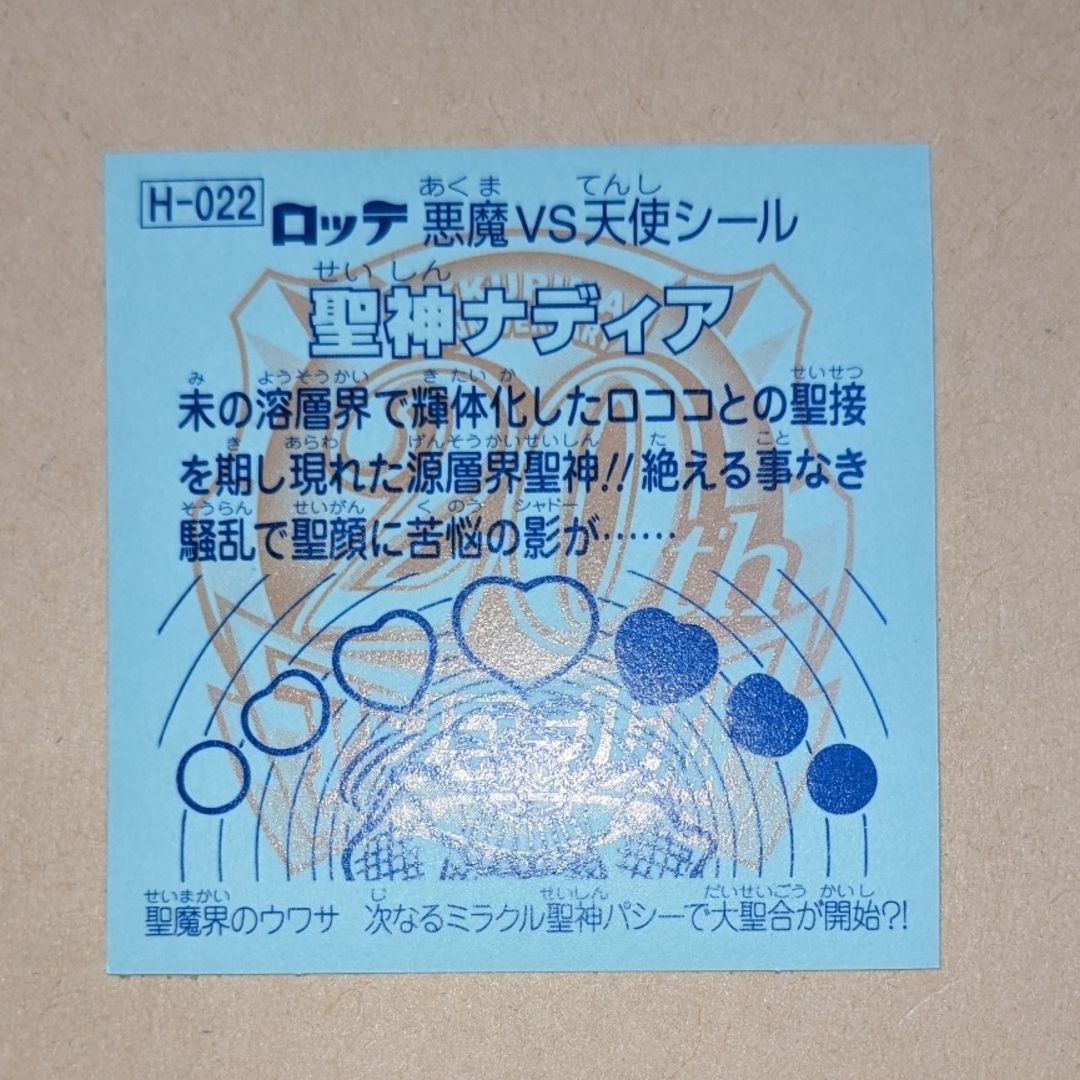 H-022 ロッテ 悪魔VS天使シール
あくま てんし
せいしん
聖神ナディア
み ようそうかい きたいか せいせつ
未の溶層界で輝体化したロココとの聖接
き あらわ げんそうかいせいしん た こと
を期し現れた源層界聖神!!絶える事なき
そうらん せいがん くのう シャドー
騒乱で聖顔に苦悩の影が……
20th
せいまかい じ せいしん だいせいごう かいし
聖魔界のウワサ 次なるミラクル聖神パシーで大聖合が開始?!